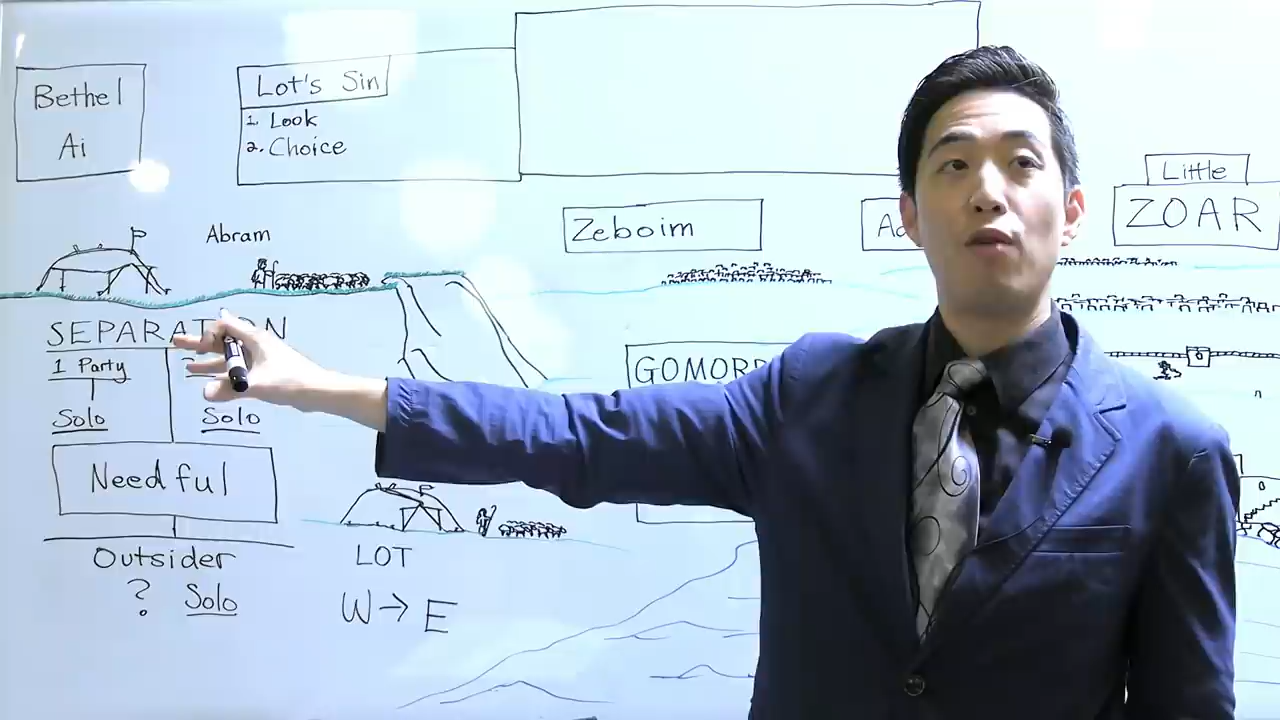 Bethel
Ai
Lot's Sin
1. Look
2. Choice
Little
ZOAR
Zeboim
Abram
1 Party
Solo
Solo
Needful
Outsider
? Solo
LOT
W → E